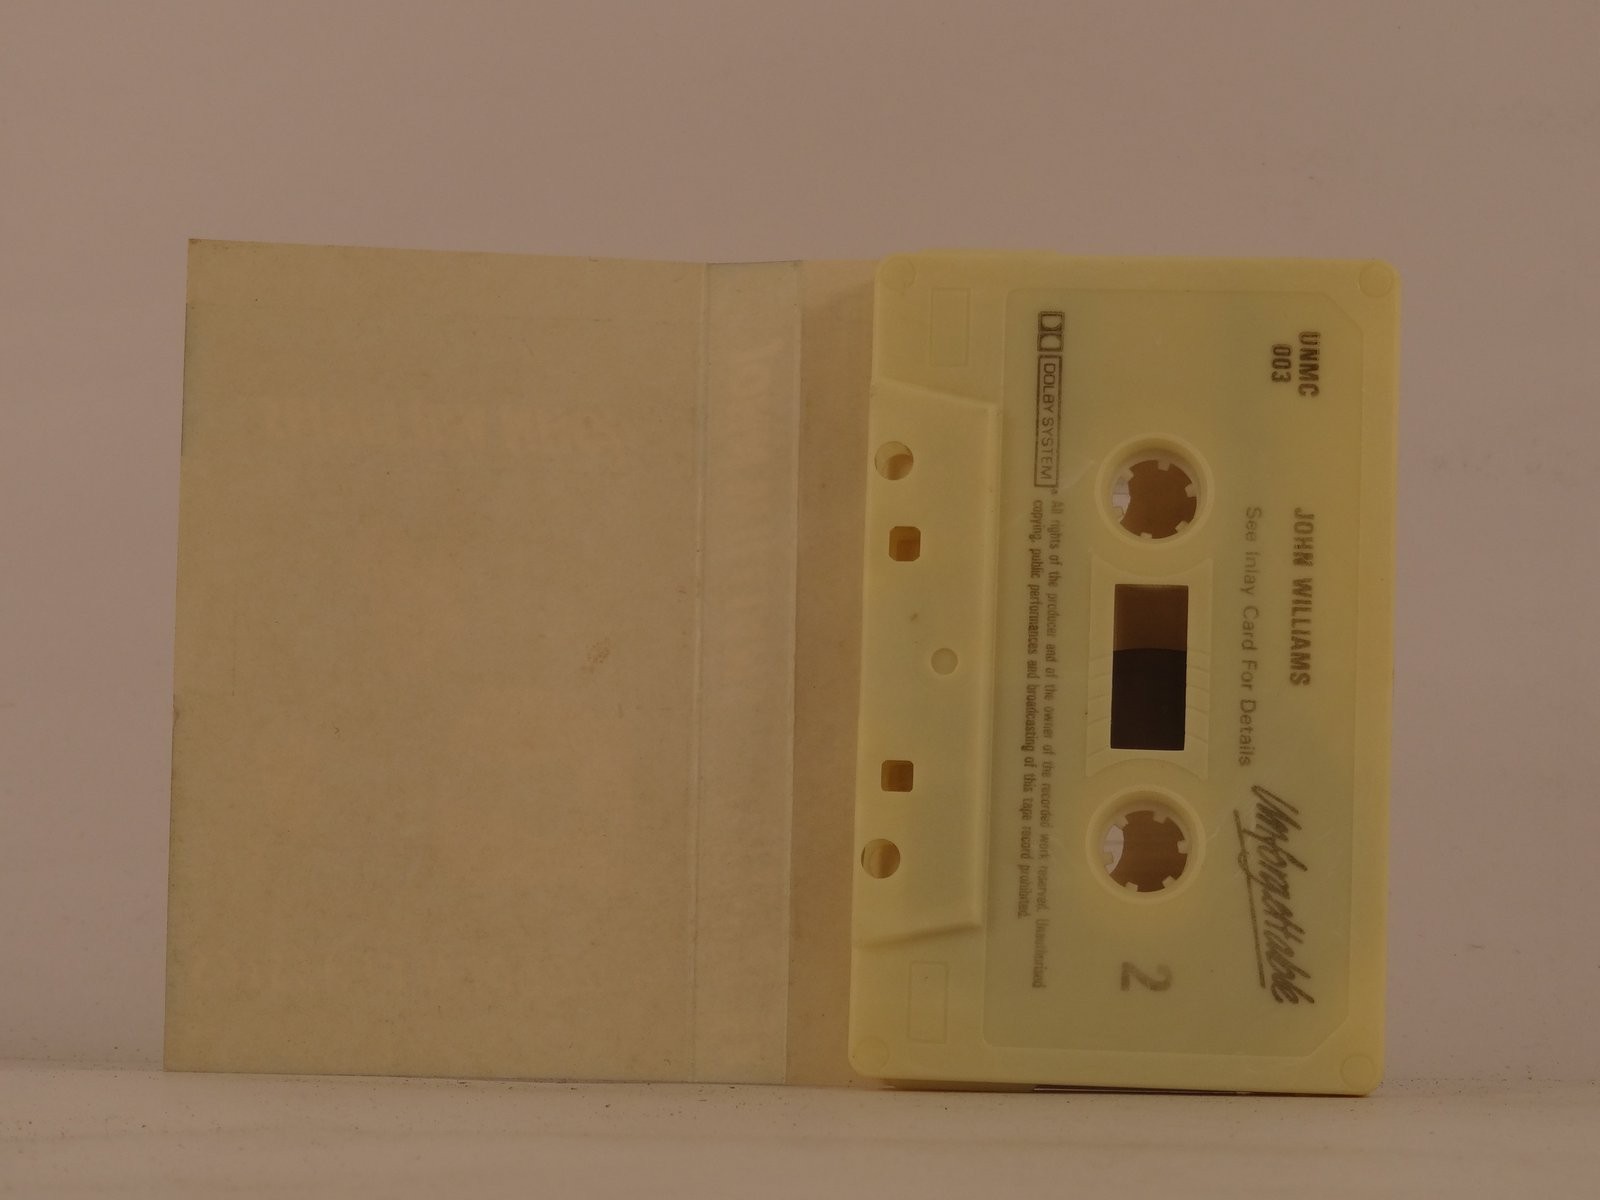 UNMC
003
JOHN WILLIAMS
See Inlay Card For Details
Unforgettable
2
DOLBY SYSTEM
All rights of the producer and of the owner of the recorded work reserved. Unauthorised
copying, public performances and broadcasting of this tape record prohibited.